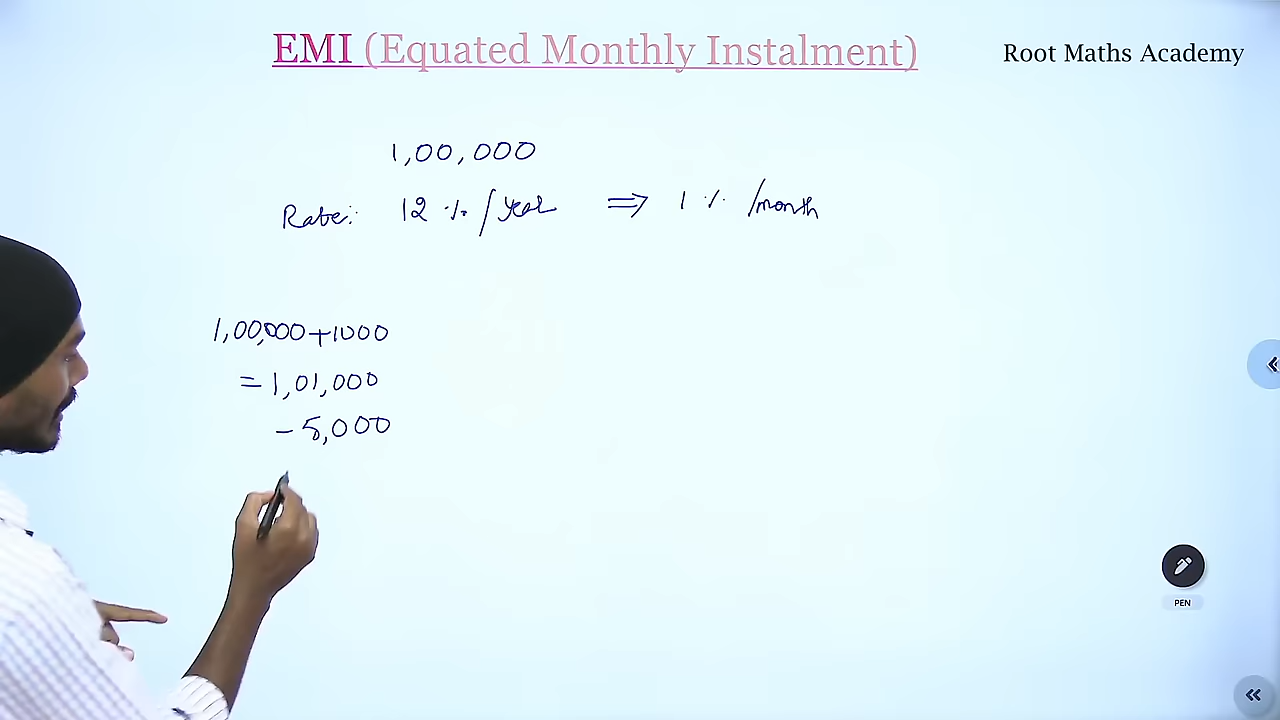 EMI (Equated Monthly Instalment)
Root Maths Academy
1,00,000
Rate: 12 % /year ⇒ 1 % /month
1,00,000+1000
= 1,01,000
- 5,000
PEN